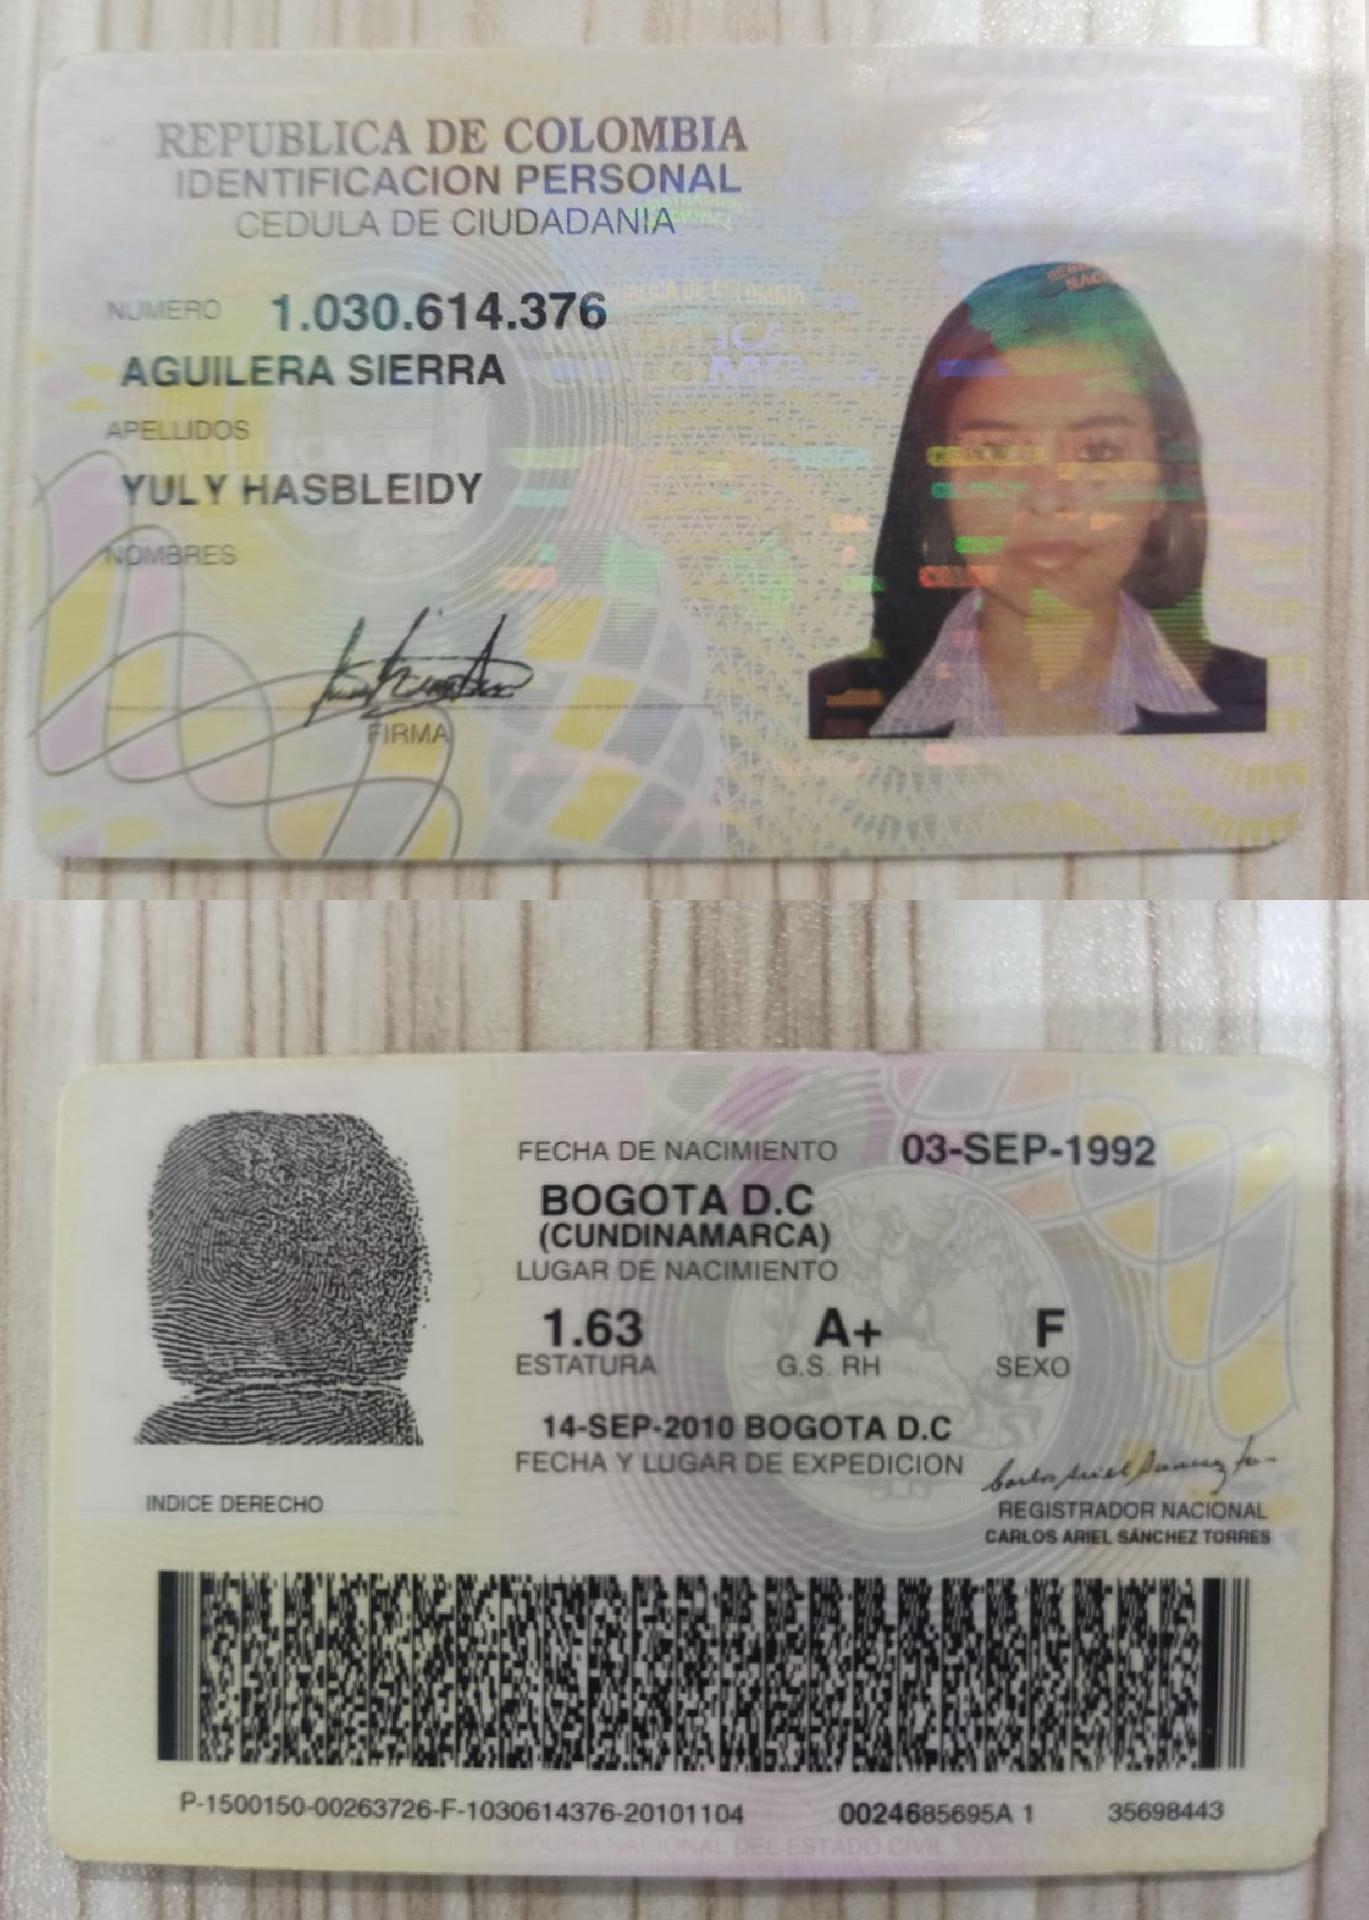 REPUBLICA DE COLOMBIA
IDENTIFICACION PERSONAL
CEDULA DE CIUDADANIA
NUMERO 1.030.614.376
AGUILERA SIERRA
APELLIDOS
YULY HASBLEIDY
NOMBRES
FIRMA
FECHA DE NACIMIENTO 03-SEP-1992
BOGOTA D.C
(CUNDINAMARCA)
LUGAR DE NACIMIENTO
1.63 A+ F
ESTATURA G.S. RH SEXO
14-SEP-2010 BOGOTA D.C
FECHA Y LUGAR DE EXPEDICION
INDICE DERECHO
REGISTRADOR NACIONAL
CARLOS ARIEL SÁNCHEZ TORRES
P-1500150-00263726-F-1030614376-20101104 0024685695A 1 35698443
REGISTRADURIA NACIONAL DEL ESTADO CIVIL